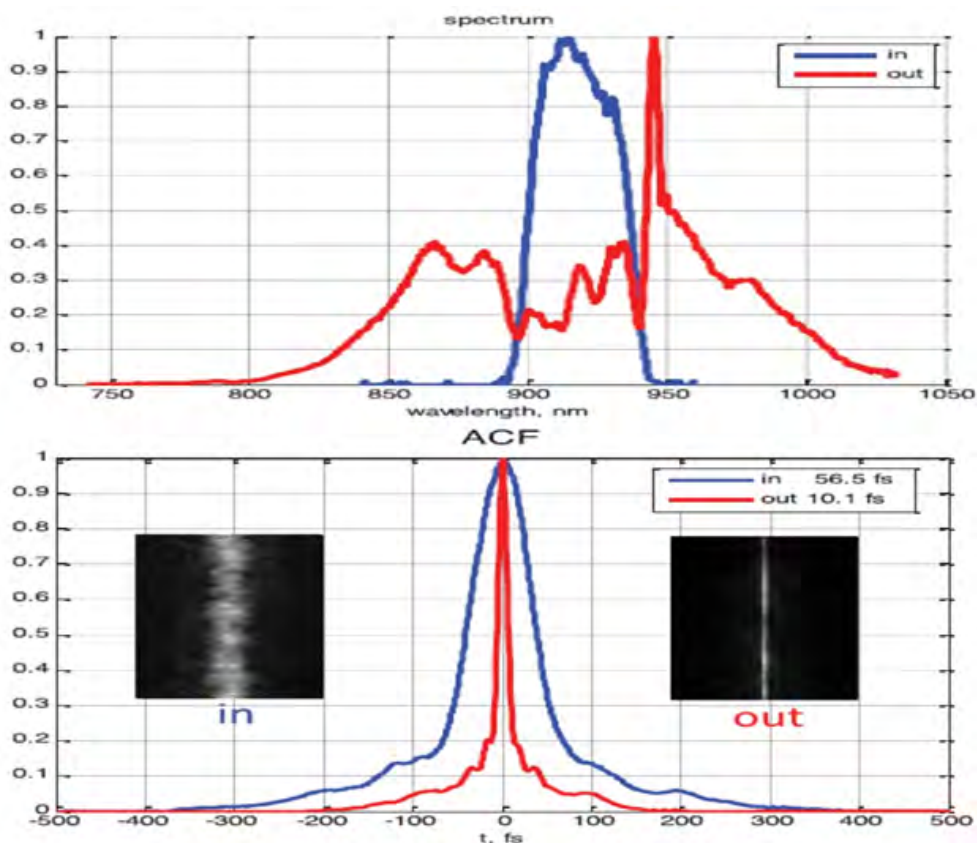 spectrum
1
0.9
0.8
0.7
0.6
0.5
0.4
0.3
0.2
0.1
0
in
out
750 800 850 900 950 1000 1050
wavelength, nm
ACF
1
0.9
0.8
0.7
0.6
0.5
0.4
0.3
0.2
0.1
0
in 56.5 fs
out 10.1 fs
in
out
-500 -400 -300 -200 -100 0 100 200 300 400 500
t, fs